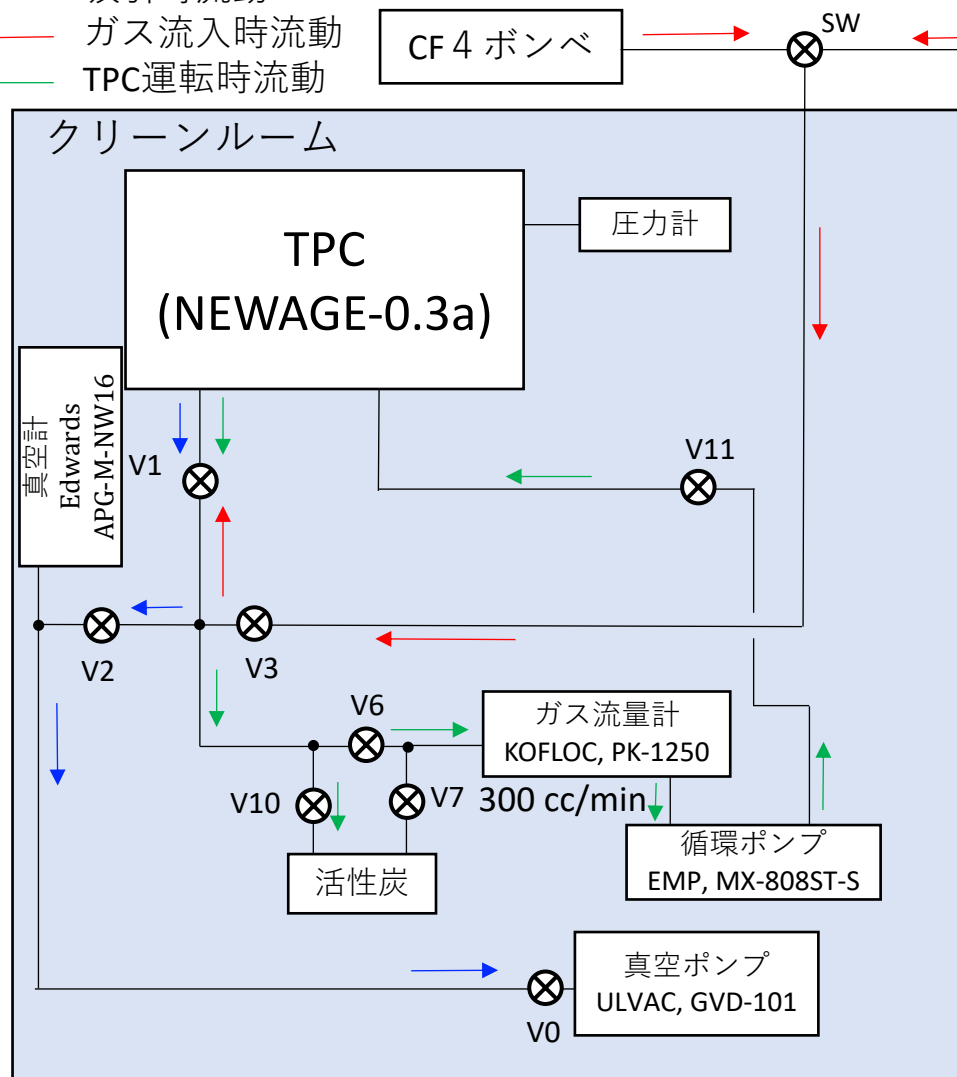 ガス流入時流動
TPC運転時流動
CF４ボンベ
SW
クリーンルーム
TPC
(NEWAGE-0.3a)
圧力計
真空計
Edwards
APG-M-NW16
V1
V11
V2
V3
V6
ガス流量計
KOFLOC, PK-1250
V10
V7
300 cc/min
循環ポンプ
EMP, MX-808ST-S
活性炭
真空ポンプ
ULVAC, GVD-101
V0